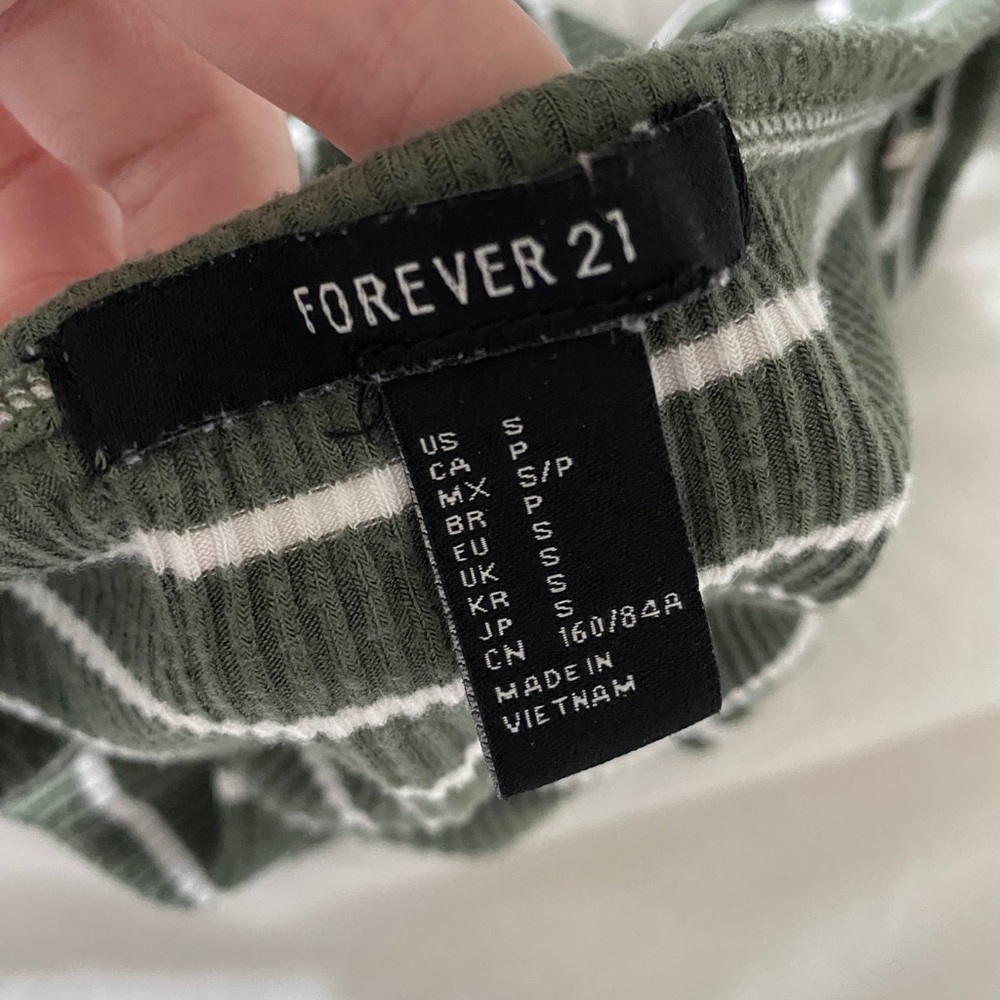 FOREVER 21
US S
CA P
MX S/P
BR P
EU S
UK S
KR S
JP S
CN 160/84A
MADE IN
VIETNAM